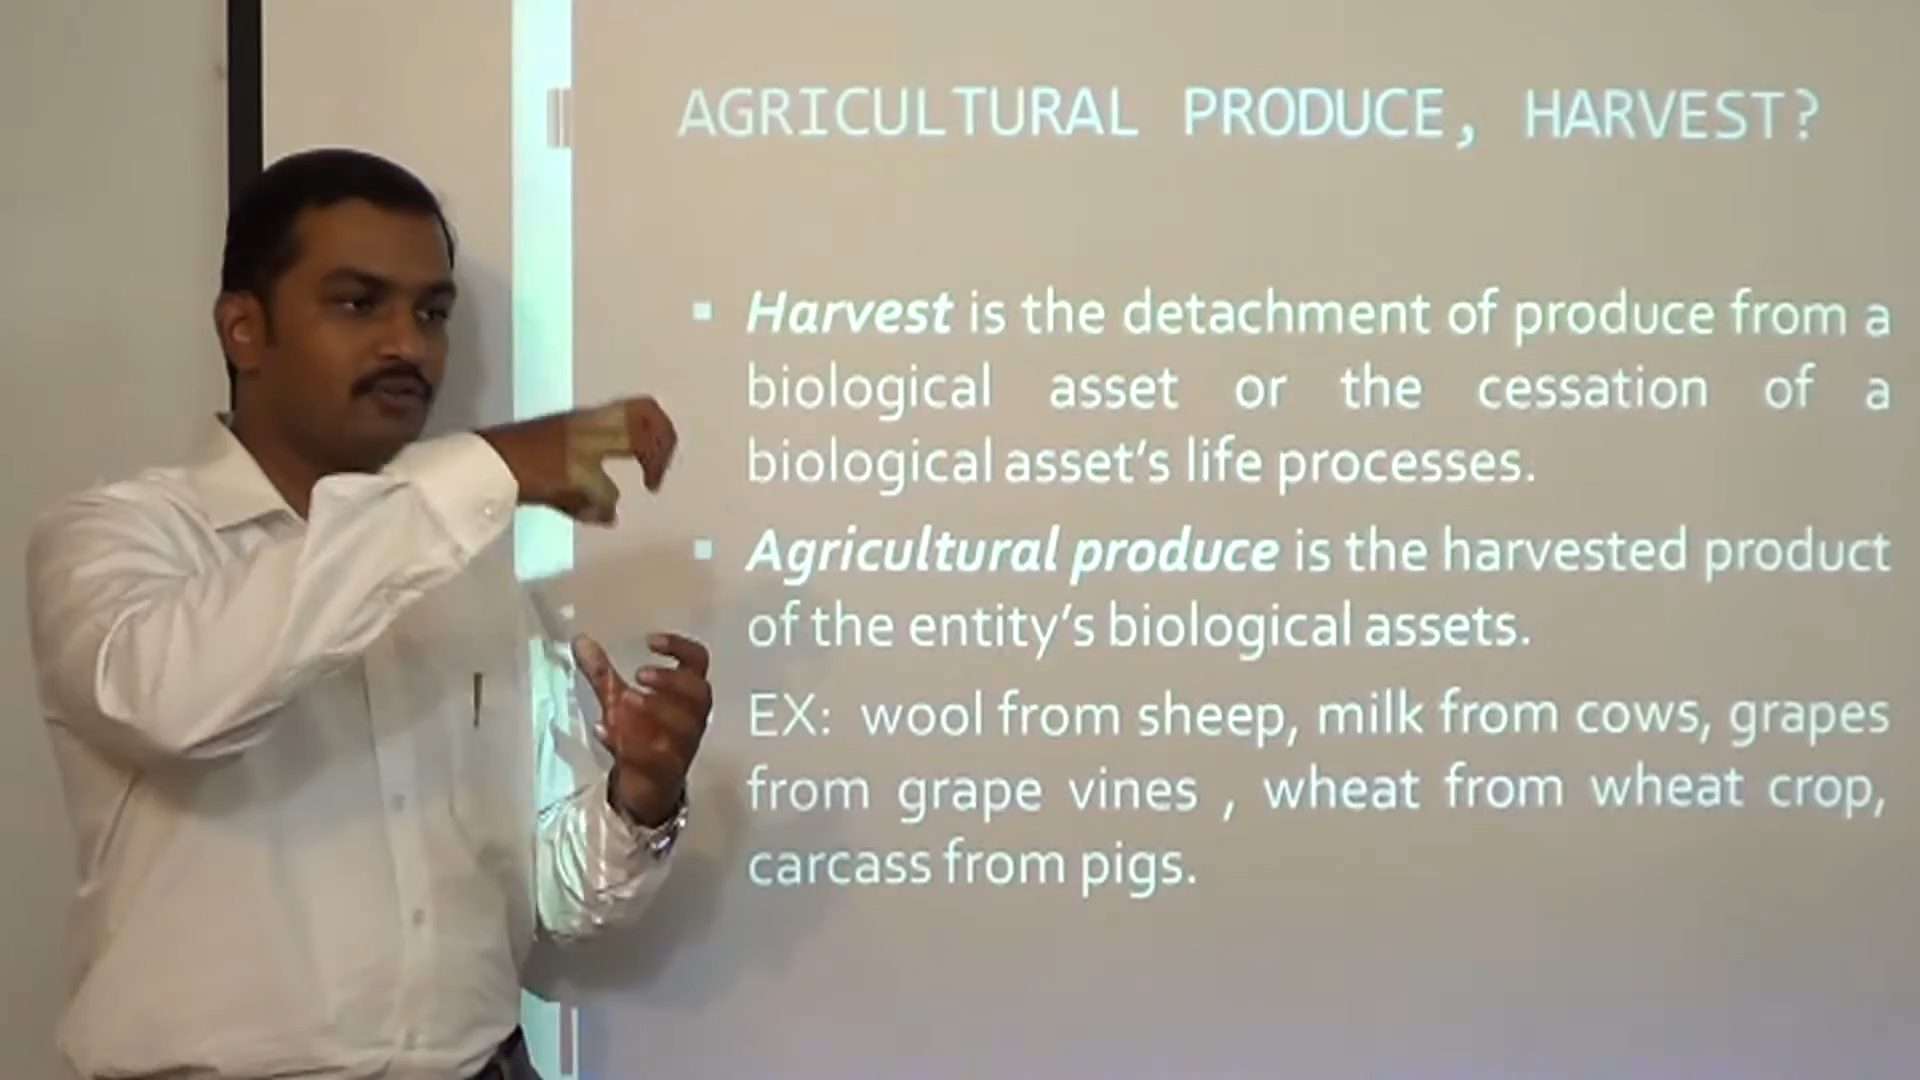 AGRICULTURAL PRODUCE, HARVEST?
▪ Harvest is the detachment of produce from a
biological asset or the cessation of a
biological asset’s life processes.
▪ Agricultural produce is the harvested product
of the entity’s biological assets.
EX: wool from sheep, milk from cows, grapes
from grape vines , wheat from wheat crop,
carcass from pigs.